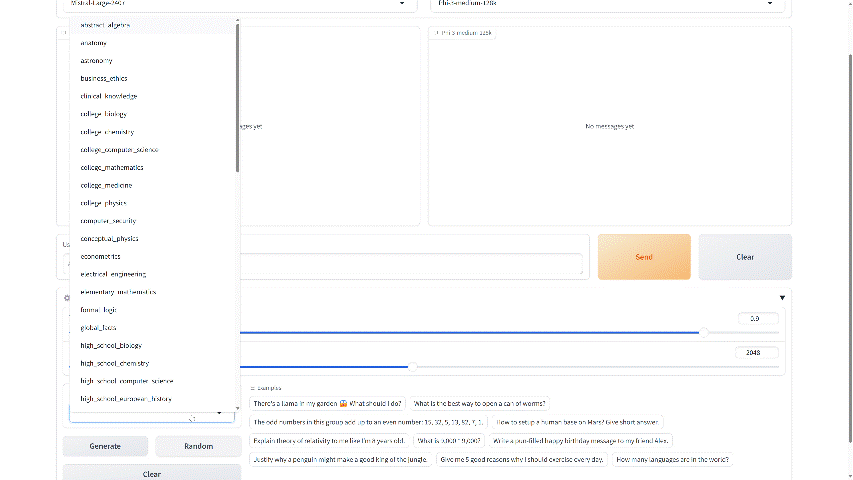 Mistral-Large-2407
Phi-3-medium-128k
abstract_algebra
anatomy
astronomy
business_ethics
clinical_knowledge
college_biology
college_chemistry
college_computer_science
college_mathematics
college_medicine
college_physics
computer_security
conceptual_physics
econometrics
electrical_engineering
elementary_mathematics
formal_logic
global_facts
high_school_biology
high_school_chemistry
high_school_computer_science
high_school_european_history
Phi-3-medium-128k
No messages yet
Send
Clear
0.9
2048
Examples
There's a llama in my garden 😱 What should I do?
What is the best way to open a can of worms?
The odd numbers in this group add up to an even number: 15, 32, 5, 13, 82, 7, 1.
How to setup a human base on Mars? Give short answer.
Explain theory of relativity to me like I'm 8 years old.
What is 9,000 * 9,000?
Write a pun-filled happy birthday message to my friend Alex.
Justify why a penguin might make a good king of the jungle.
Give me 5 good reasons why I should exercise every day.
How many languages are in the world?
Generate
Random
Clear